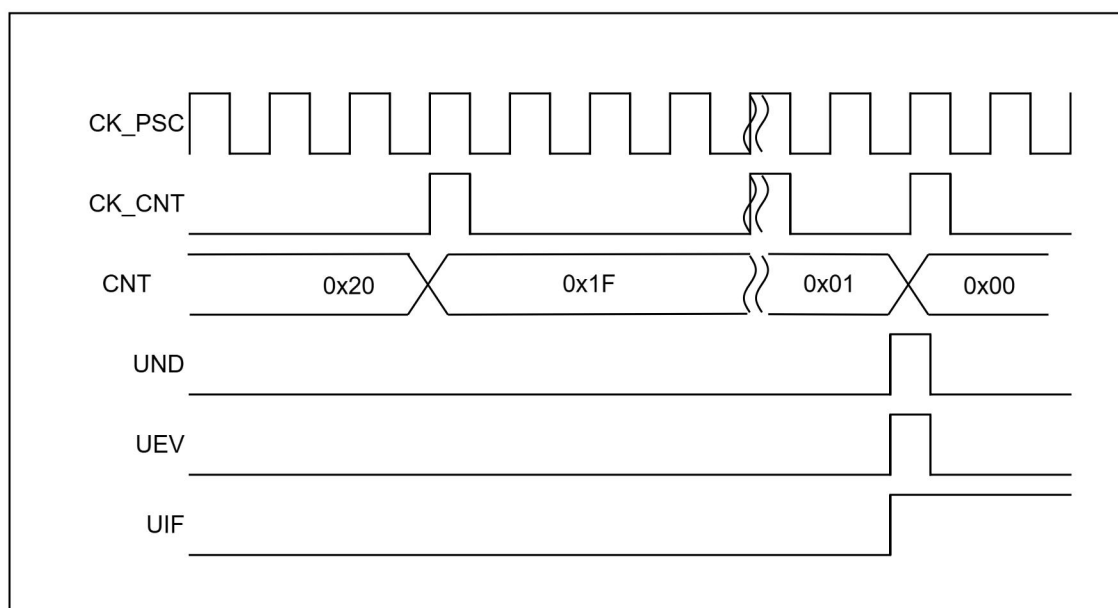 CK_PSC
CK_CNT
CNT 0x20 0x1F 0x01 0x00
UND
UEV
UIF